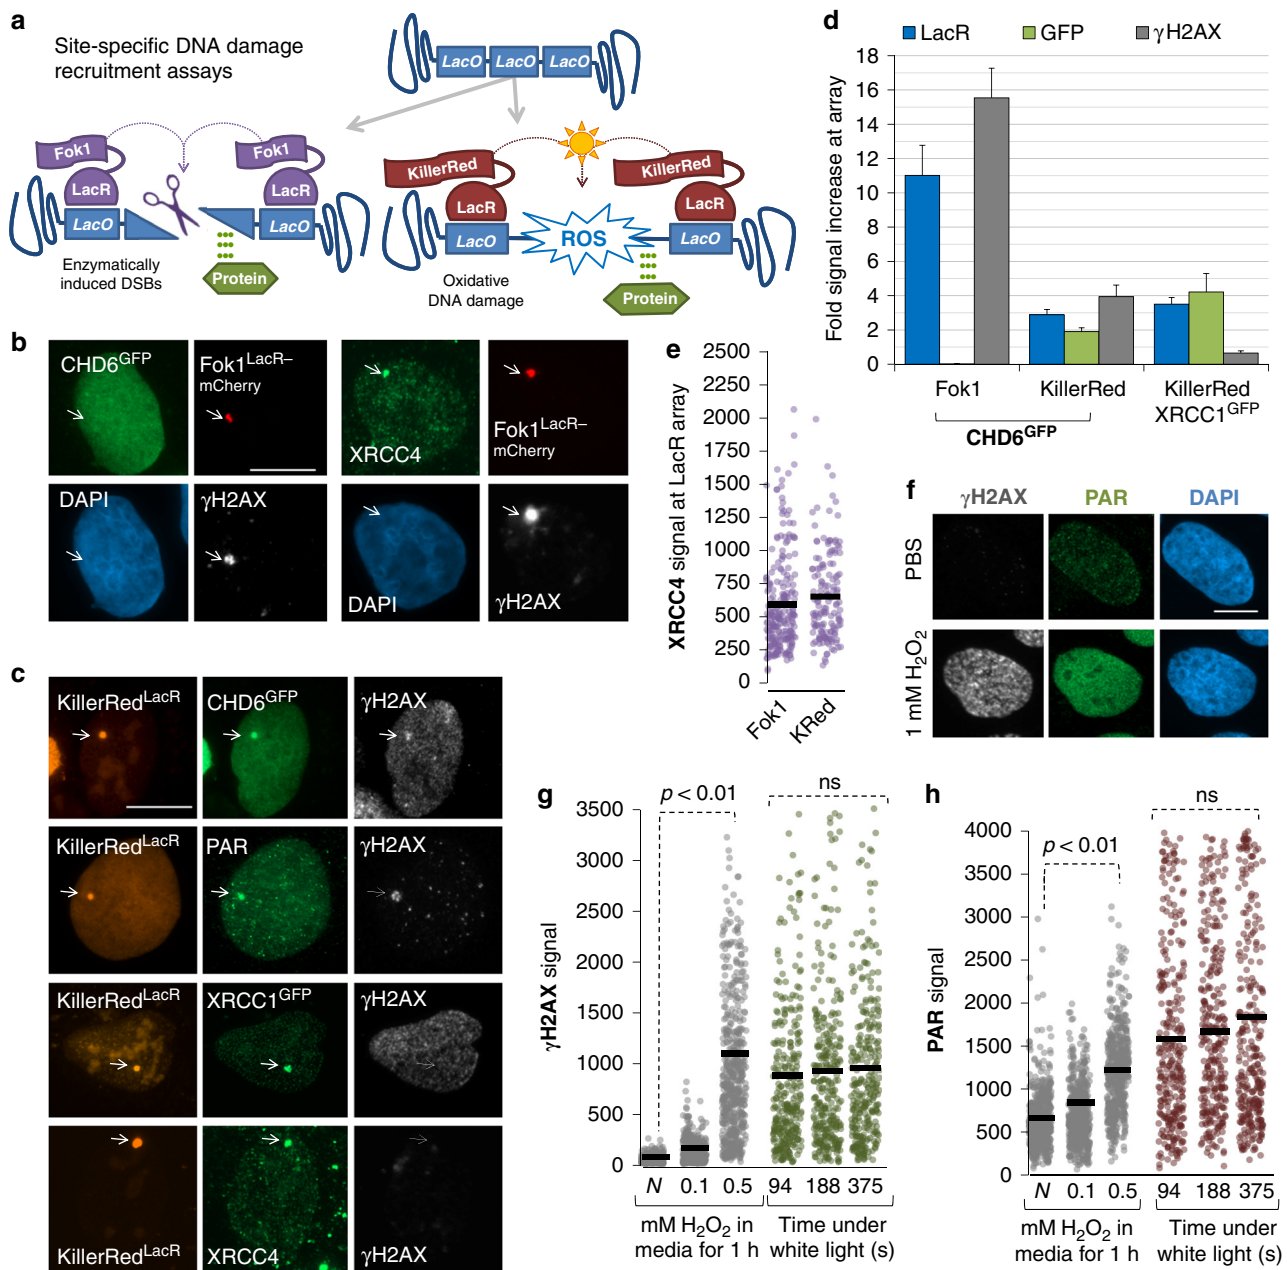 a
Site-specific DNA damage
recruitment assays
LacO LacO LacO
Fok1
Fok1
LacR
LacR
LacO
LacO
Enzymatically
induced DSBs
Protein
KillerRed
KillerRed
LacR
LacR
LacO
ROS
LacO
Oxidative
DNA damage
Protein
b
CHD6GFP
Fok1LacR–
mCherry
XRCC4
Fok1LacR–
mCherry
DAPI
γH2AX
DAPI
γH2AX
c
KillerRedLacR
CHD6GFP
γH2AX
KillerRedLacR
PAR
γH2AX
KillerRedLacR
XRCC1GFP
γH2AX
KillerRedLacR
XRCC4
γH2AX
d
LacR GFP γH2AX
Fold signal increase at array
18
16
14
12
10
8
6
4
2
0
Fok1 KillerRed KillerRed
XRCC1GFP
CHD6GFP
e
XRCC4 signal at LacR array
2500
2250
2000
1750
1500
1250
1000
750
500
250
0
Fok1 KRed
f
γH2AX PAR DAPI
PBS
1 mM H2O2
g
γH2AX signal
p < 0.01
ns
3500
3000
2500
2000
1500
1000
500
0
N 0.1 0.5 94 188 375
mM H2O2 in
media for 1 h
Time under
white light (s)
h
PAR signal
p < 0.01
ns
4000
3000
2500
2000
1500
1000
500
0
N 0.1 0.5 94 188 375
mM H2O2 in
media for 1 h
Time under
white light (s)